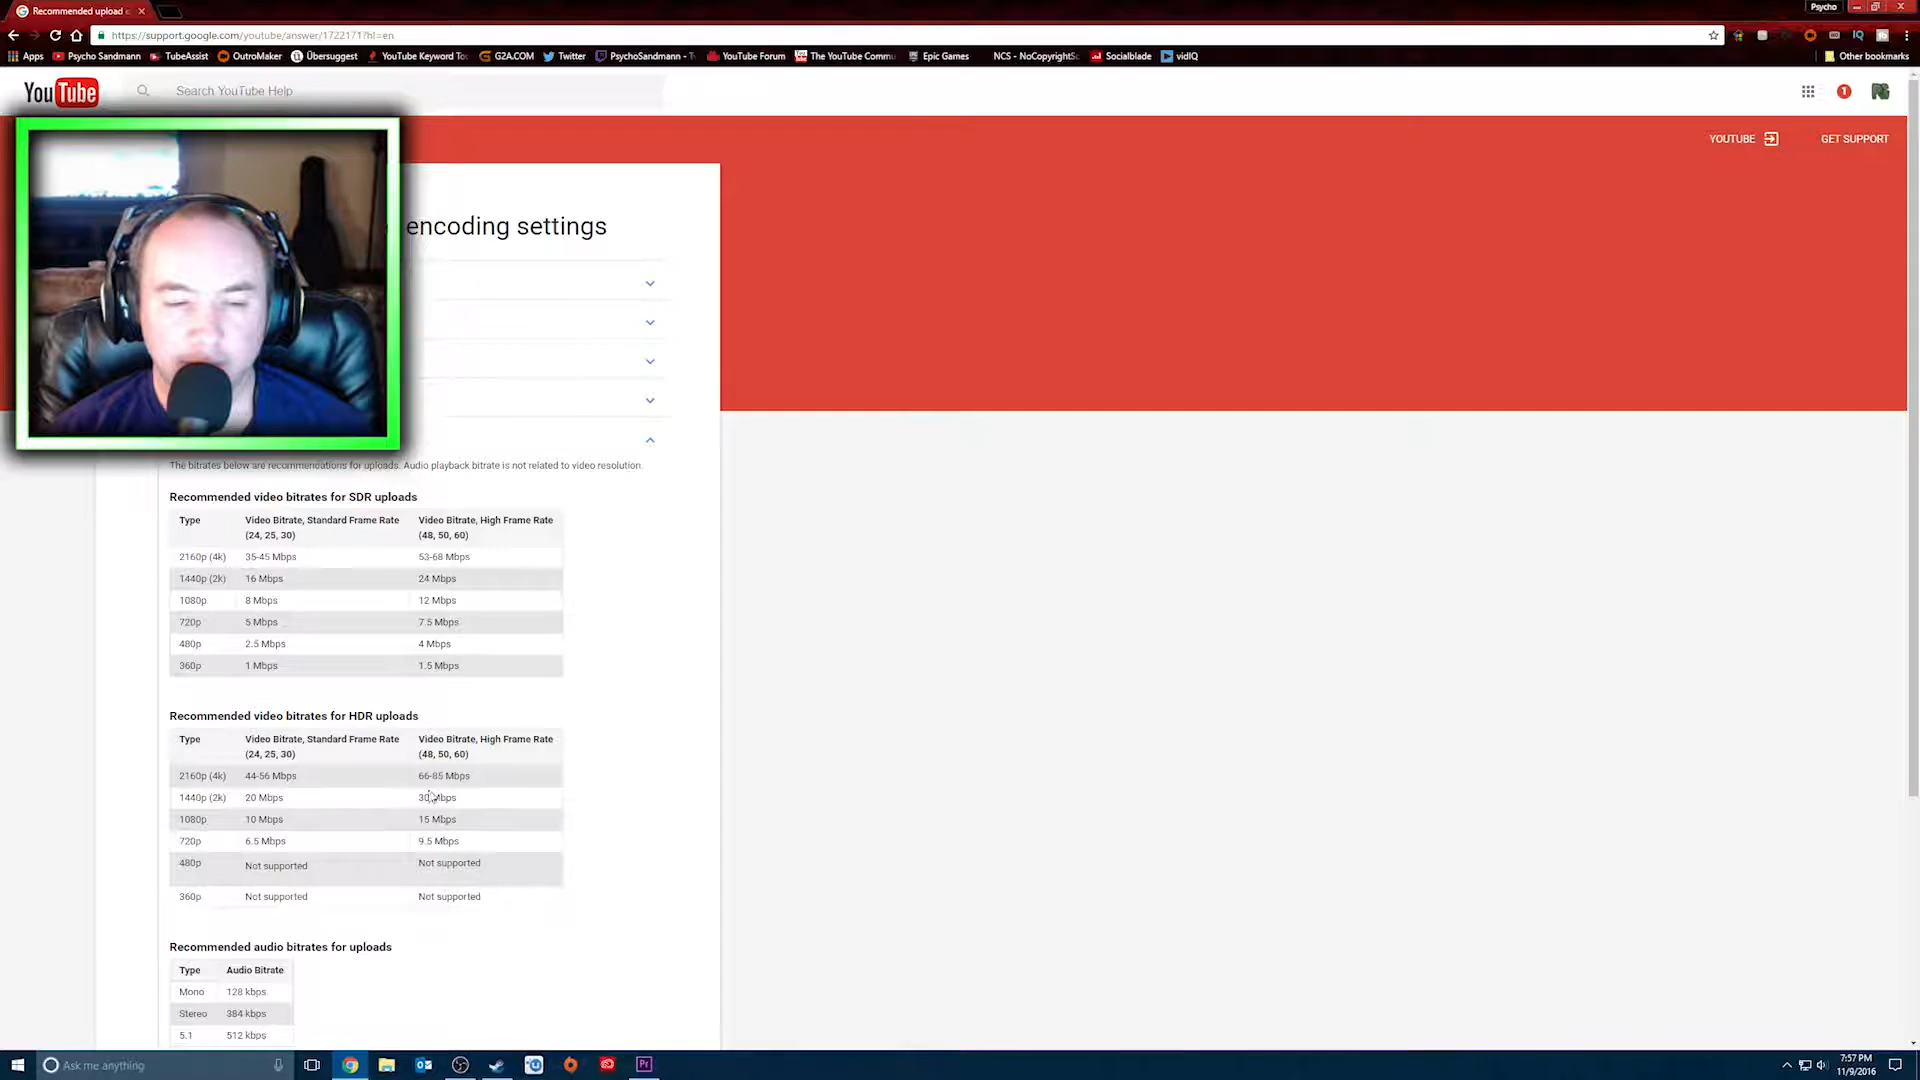 Recommended upload
Psycho
https://support.google.com/youtube/answer/1722171?hl=en
Apps Psycho Sandmann TubeAssist OutroMaker Übersuggest YouTube Keyword To G2A.COM Twitter PsychoSandmann - T YouTube Forum The YouTube Commu Epic Games NCS - NoCopyrightS Socialblade vidIQ Other bookmarks
YouTube Search YouTube Help 1
YOUTUBE GET SUPPORT
encoding settings
The bitrates below are recommendations for uploads. Audio playback bitrate is not related to video resolution.
Recommended video bitrates for SDR uploads
Type Video Bitrate, Standard Frame Rate Video Bitrate, High Frame Rate
(24, 25, 30) (48, 50, 60)
2160p (4k) 35-45 Mbps 53-68 Mbps
1440p (2k) 16 Mbps 24 Mbps
1080p 8 Mbps 12 Mbps
720p 5 Mbps 7.5 Mbps
480p 2.5 Mbps 4 Mbps
360p 1 Mbps 1.5 Mbps
Recommended video bitrates for HDR uploads
Type Video Bitrate, Standard Frame Rate Video Bitrate, High Frame Rate
(24, 25, 30) (48, 50, 60)
2160p (4k) 44-56 Mbps 66-85 Mbps
1440p (2k) 20 Mbps 30 Mbps
1080p 10 Mbps 15 Mbps
720p 6.5 Mbps 9.5 Mbps
480p Not supported Not supported
360p Not supported Not supported
Recommended audio bitrates for uploads
Type Audio Bitrate
Mono 128 kbps
Stereo 384 kbps
5.1 512 kbps
Ask me anything
Pr
7:57 PM
11/9/2016